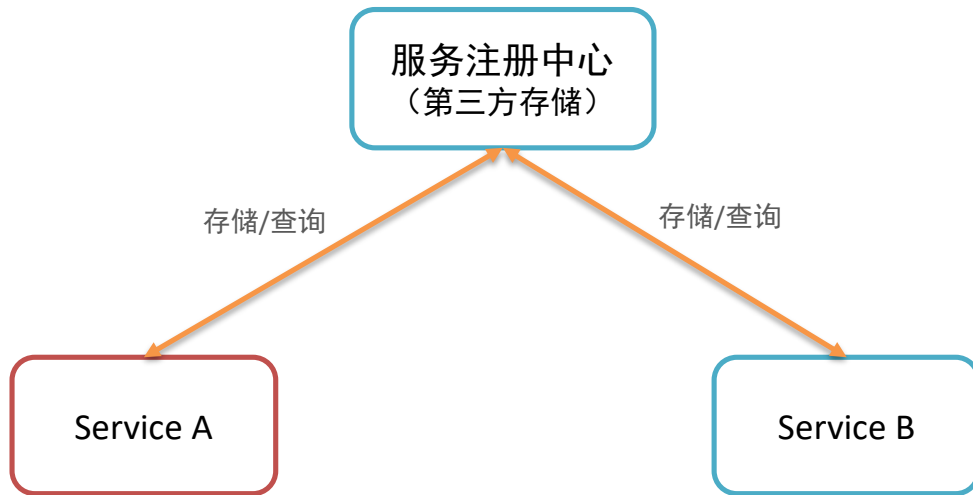 服务注册中心
（第三方存储）
存储/查询
存储/查询
Service A
Service B